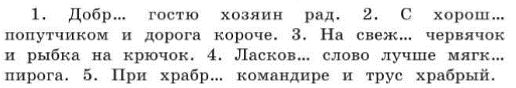 1. Добр... гостю хозяин рад. 2. С хорош...
попутчиком и дорога короче. 3. На свеж... червячок
и рыбка на крючок. 4. Ласков... слово лучше мягк...
пирога. 5. При храбр... командире и трус храбрый.